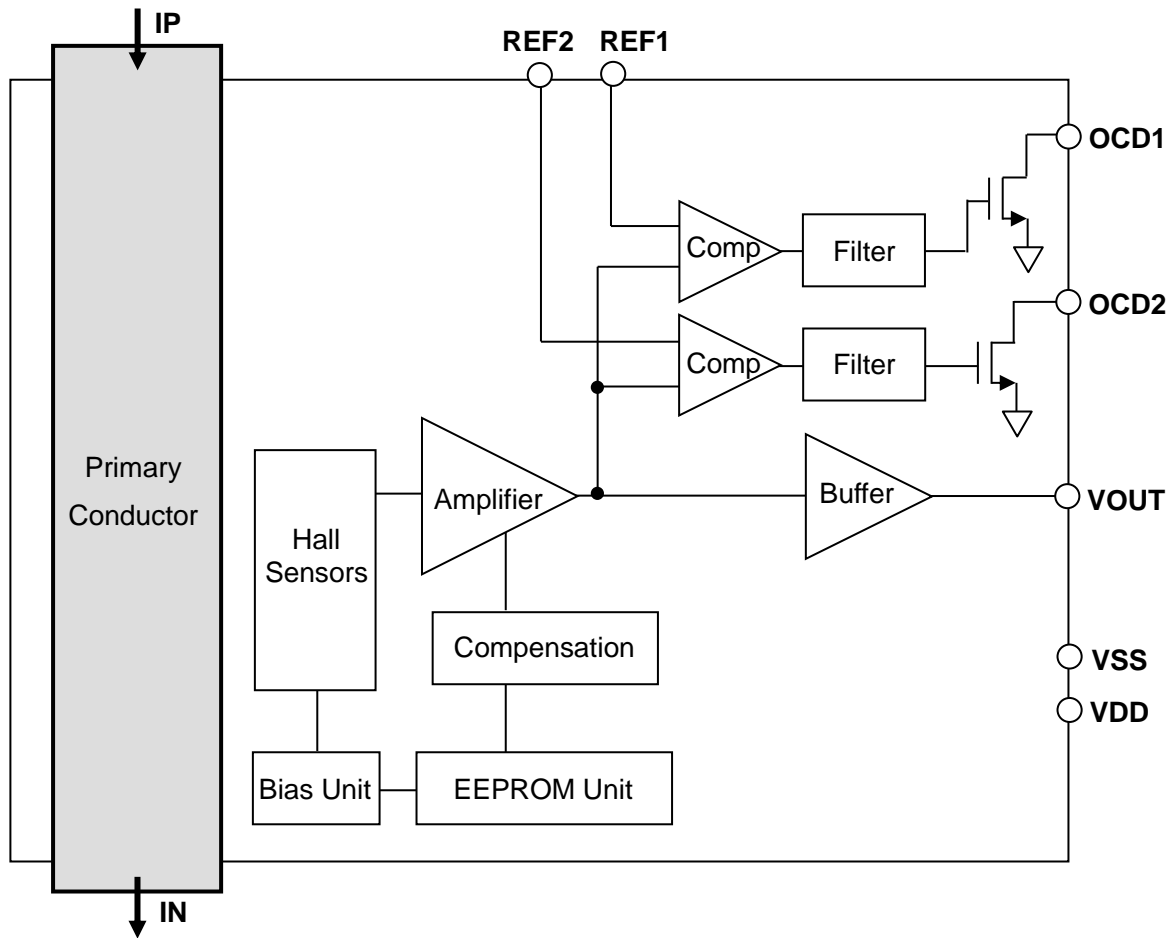 IP
REF2
REF1
OCD1
Comp
Filter
OCD2
Comp
Filter
Primary
Conductor
Hall
Sensors
Amplifier
Buffer
VOUT
Compensation
VSS
VDD
Bias Unit
EEPROM Unit
IN